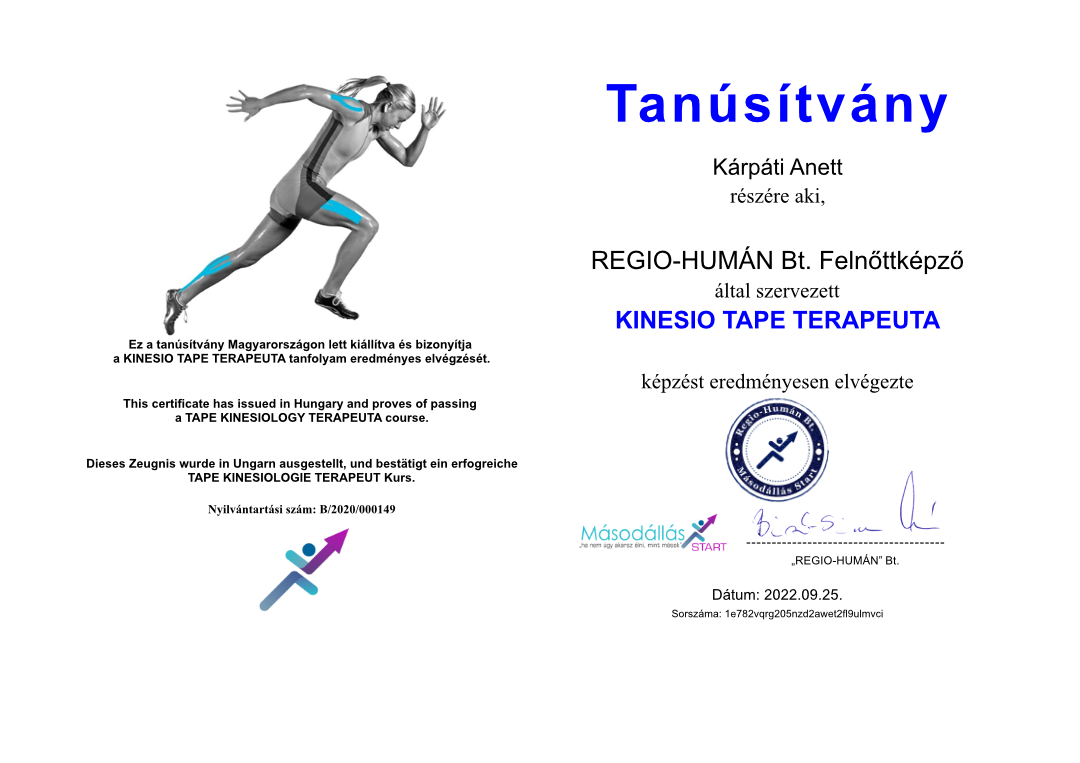 Ez a tanúsítvány Magyarországon lett kiállítva és bizonyítja
a KINESIO TAPE TERAPEUTA tanfolyam eredményes elvégzését.
This certificate has issued in Hungary and proves of passing
a TAPE KINESIOLOGY TERAPEUTA course.
Dieses Zeugnis wurde in Ungarn ausgestellt, und bestätigt ein erfogreiche
TAPE KINESIOLOGIE TERAPEUT Kurs.
Nyilvántartási szám: B/2020/000149
Tanúsítvány
Kárpáti Anett
részére aki,
REGIO-HUMÁN Bt. Felnőttképző
által szervezett
KINESIO TAPE TERAPEUTA
képzést eredményesen elvégezte
Regio-Humán Bt.
Másodállás Start
Másodállás
„ne nem úgy akarsz élni, mint mások"
START
„REGIO-HUMÁN” Bt.
Dátum: 2022.09.25.
Sorszáma: 1e782vqrg205nzd2awet2fl9ulmvci